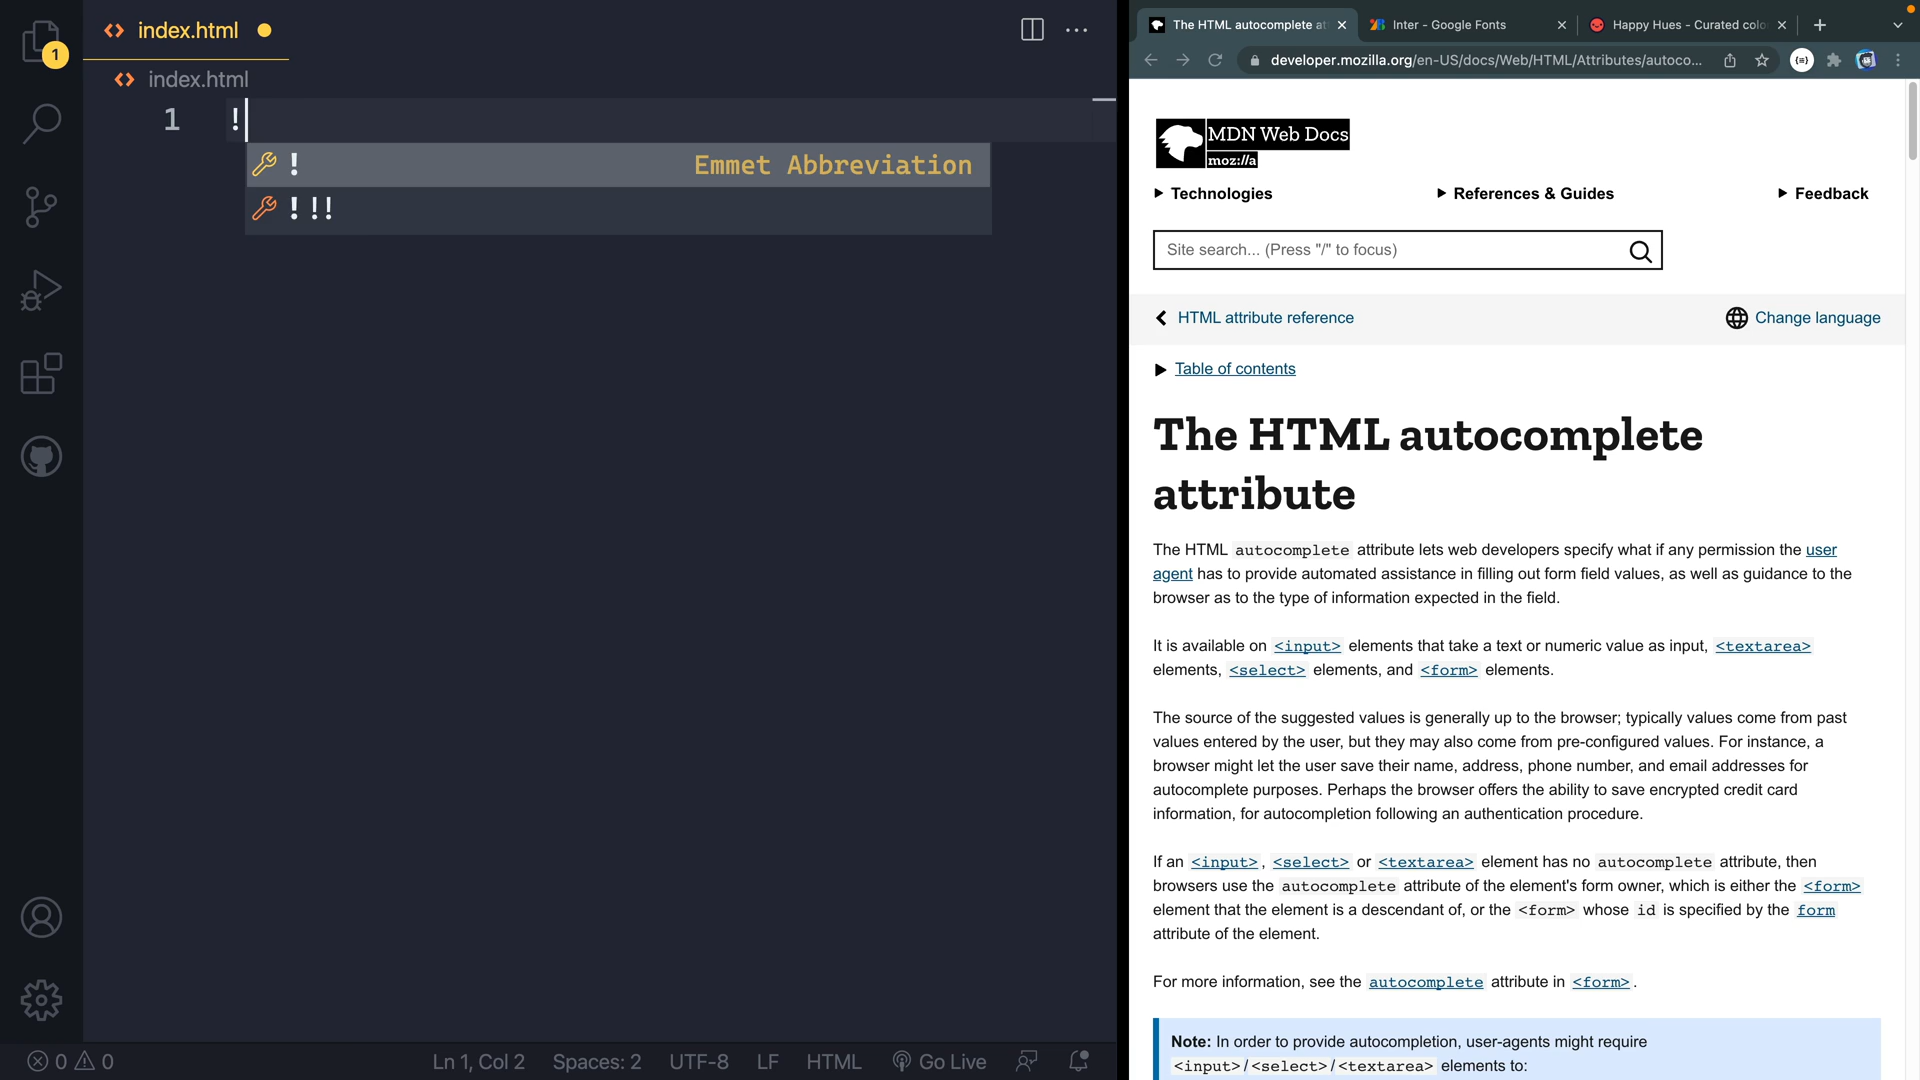 index.html
1
index.html
1 !
! Emmet Abbreviation
!!!
0 0
Ln 1, Col 2 Spaces: 2 UTF-8 LF HTML Go Live
The HTML autocomplete at
Inter - Google Fonts
Happy Hues - Curated colo
developer.mozilla.org/en-US/docs/Web/HTML/Attributes/autoco...
MDN Web Docs
moz://a
Technologies
References & Guides
Feedback
Site search... (Press "/" to focus)
HTML attribute reference
Change language
Table of contents
The HTML autocomplete
attribute
The HTML autocomplete attribute lets web developers specify what if any permission the user
agent has to provide automated assistance in filling out form field values, as well as guidance to the
browser as to the type of information expected in the field.
It is available on <input> elements that take a text or numeric value as input, <textarea>
elements, <select> elements, and <form> elements.
The source of the suggested values is generally up to the browser; typically values come from past
values entered by the user, but they may also come from pre-configured values. For instance, a
browser might let the user save their name, address, phone number, and email addresses for
autocomplete purposes. Perhaps the browser offers the ability to save encrypted credit card
information, for autocompletion following an authentication procedure.
If an <input>, <select> or <textarea> element has no autocomplete attribute, then
browsers use the autocomplete attribute of the element's form owner, which is either the <form>
element that the element is a descendant of, or the <form> whose id is specified by the form
attribute of the element.
For more information, see the autocomplete attribute in <form>.
Note: In order to provide autocompletion, user-agents might require
<input>/<select>/<textarea> elements to: